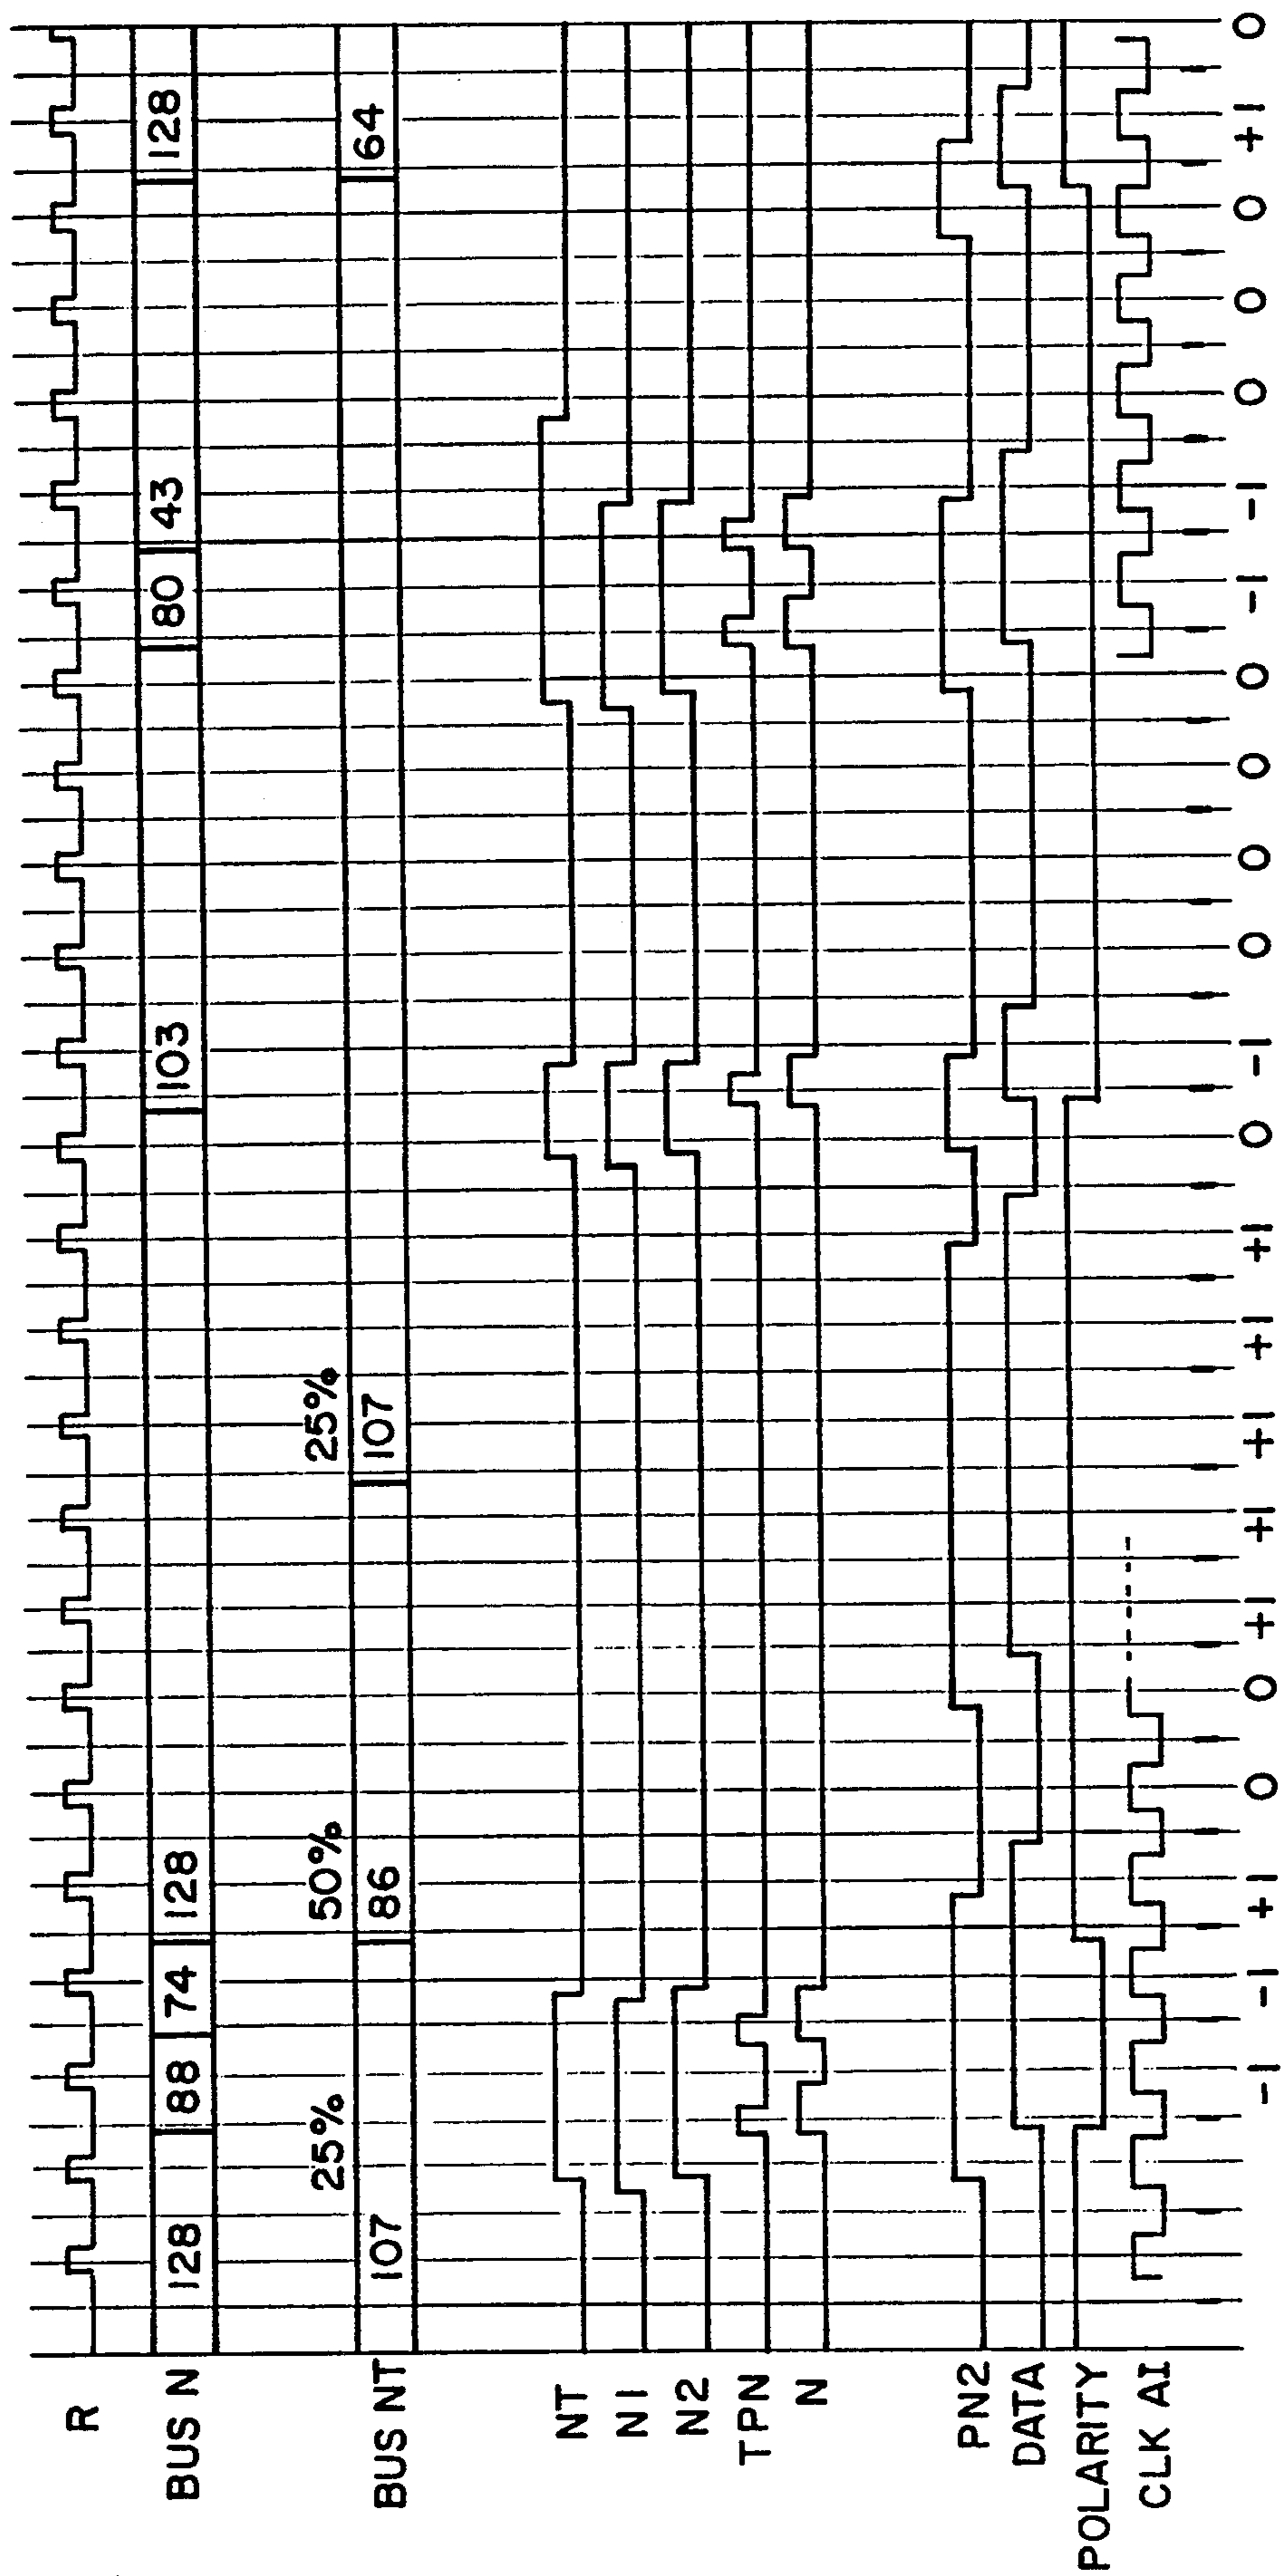 R
BUS N 128 88 74 128 103 80 43 128
25% 50% 25%
BUS NT 107 86 107 64
NT
N1
N2
TPN
N
PN2
DATA
POLARITY
CLK A1
-1 -1 +1 0 0 +1 +1 +1 +1 +1 0 -1 0 0 0 0 -1 -1 0 0 0 +1 0